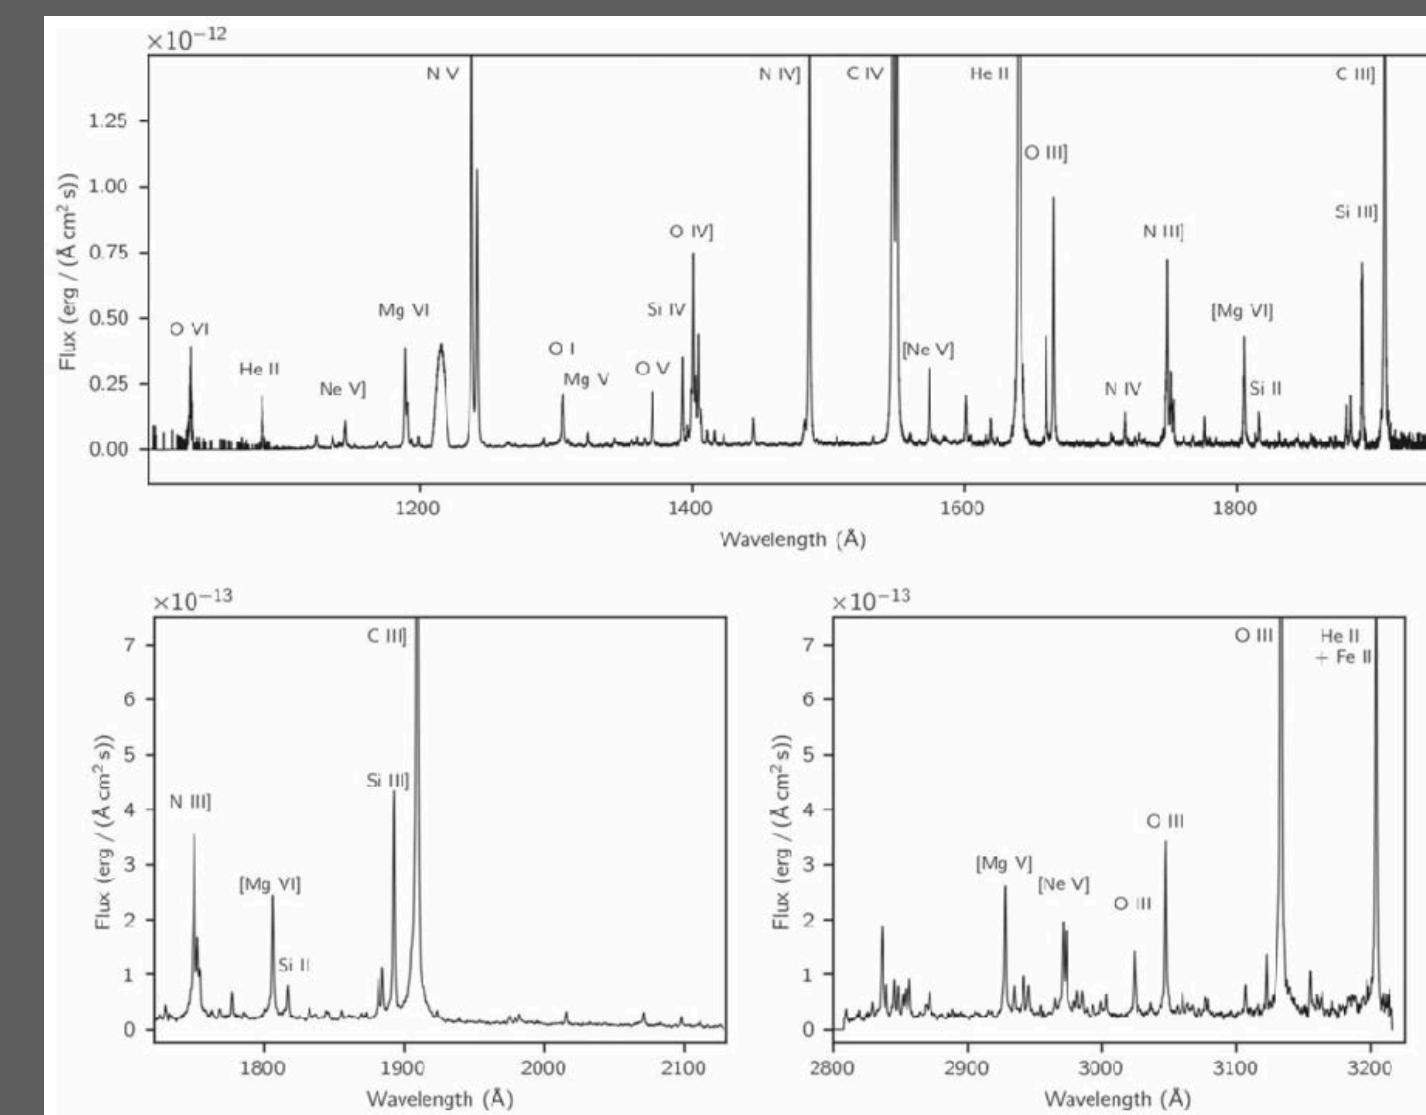 ×10⁻¹²
N V
N IV]
C IV
He II
C III]
O III]
Si III]
O IV]
N III]
Mg VI
Si IV
[Mg VI]
O VI
O I
[Ne V]
He II
Mg V
O V
Ne V]
N IV
Si II
1.25
1.00
0.75
0.50
0.25
0.00
Flux (erg / (Å cm² s))
1200
1400
1600
1800
Wavelength (Å)
×10⁻¹³
C III]
Si III]
N III]
[Mg VI]
Si II
7
6
5
4
3
2
1
0
Flux (erg / (Å cm² s))
1800
1900
2000
2100
Wavelength (Å)
×10⁻¹³
O III
He II
+ Fe II
O III
[Mg V]
[Ne V]
O III
7
6
5
4
3
2
1
0
Flux (erg / (Å cm² s))
2800
2900
3000
3100
3200
Wavelength (Å)